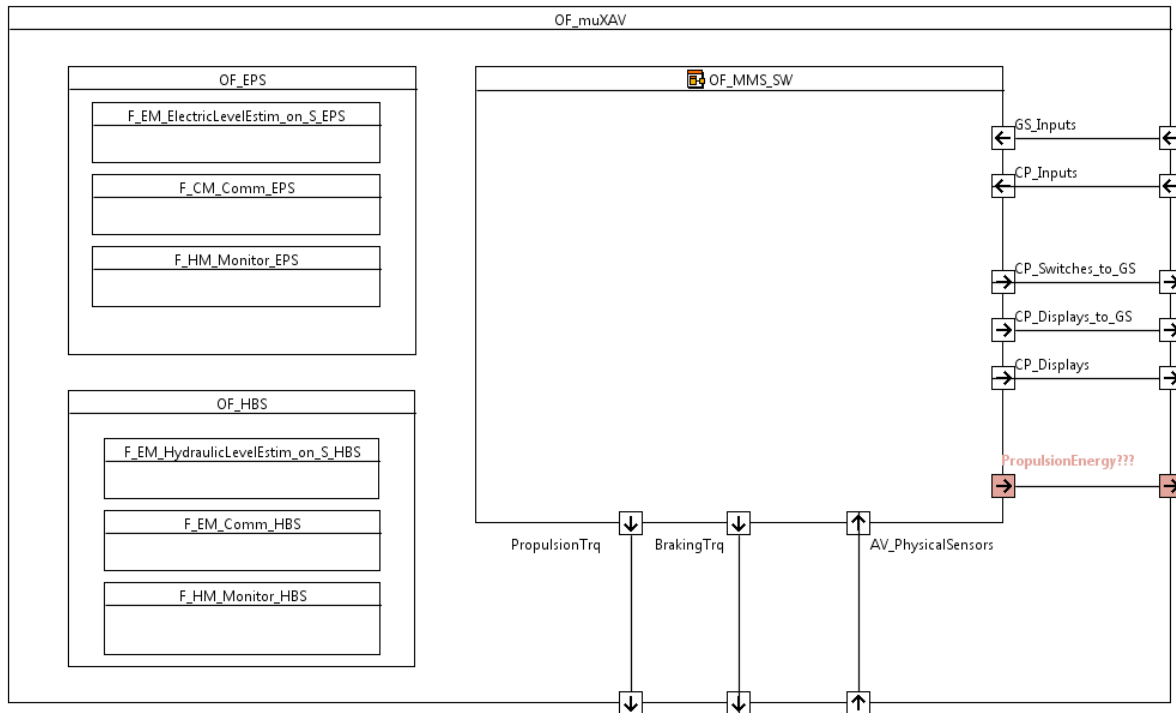 OF_muXAV
OF_EPS
F_EM_ElectricLevelEstim_on_S_EPS
F_CM_Comm_EPS
F_HM_Monitor_EPS
OF_HBS
F_EM_HydraulicLevelEstim_on_S_HBS
F_EM_Comm_HBS
F_HM_Monitor_HBS
OF_MMS_SW
GS_Inputs
CP_Inputs
CP_Switches_to_GS
CP_Displays_to_GS
CP_Displays
PropulsionEnergy???
PropulsionTrq
BrakingTrq
AV_PhysicalSensors